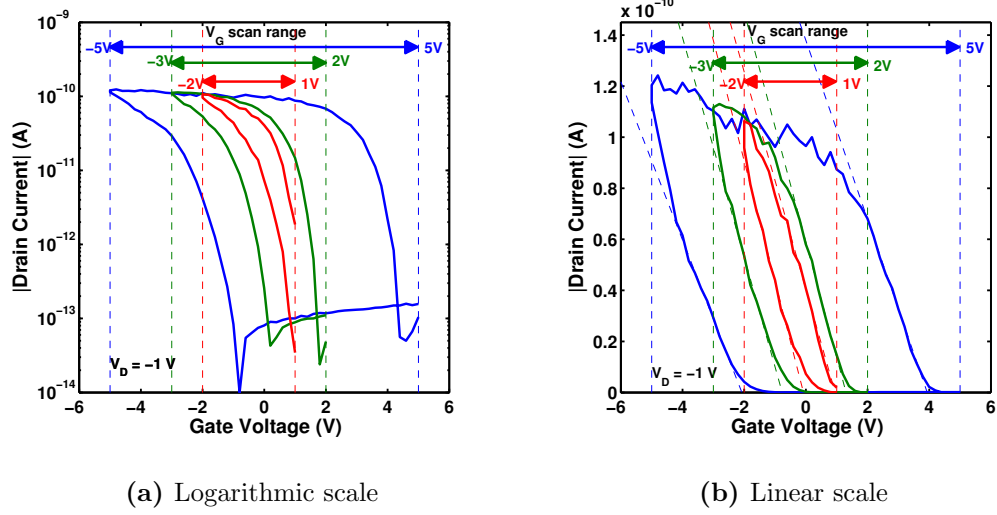 10⁻⁹
10⁻¹⁰
10⁻¹¹
10⁻¹²
10⁻¹³
10⁻¹⁴
|Drain Current| (A)
V_G scan range
−5V 5V
−3V 2V
−2V 1V
V_D = −1 V
−6 −4 −2 0 2 4 6
Gate Voltage (V)
(a) Logarithmic scale
x 10⁻¹⁰
1.4
1.2
1
0.8
0.6
0.4
0.2
0
|Drain Current| (A)
V_G scan range
−5V 5V
−3V 2V
−2V 1V
V_D = −1 V
−6 −4 −2 0 2 4 6
Gate Voltage (V)
(b) Linear scale